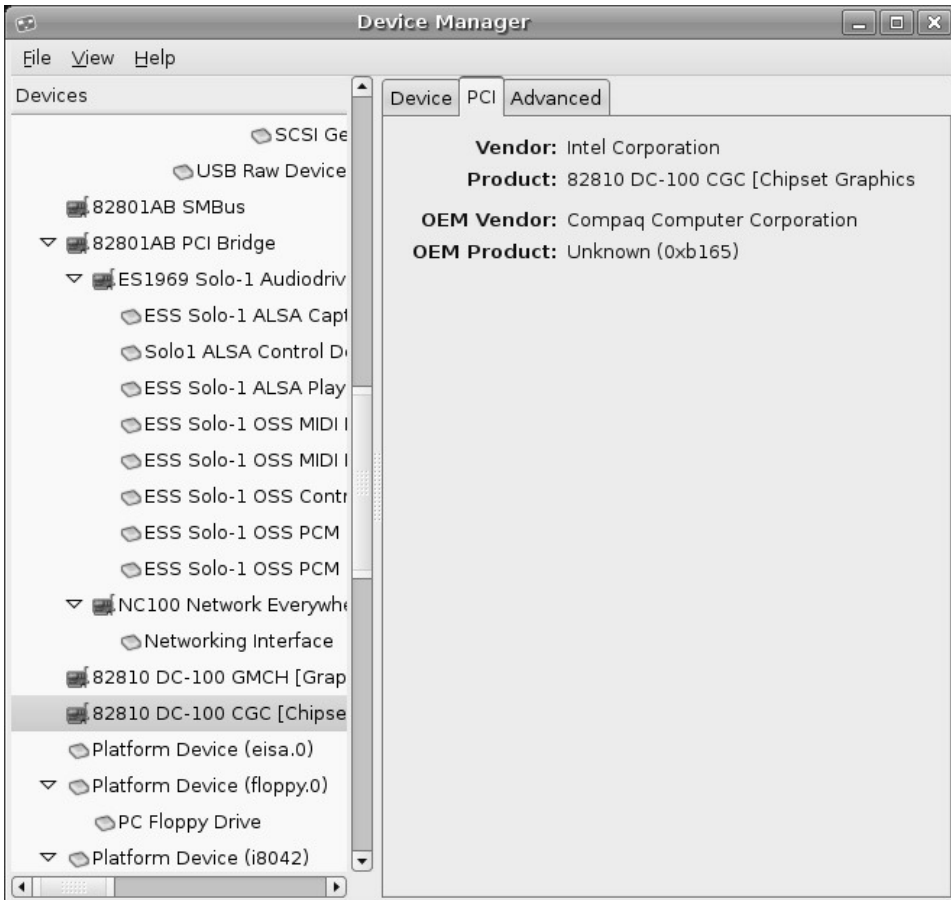 Device Manager
File View Help
Devices
SCSI Ge
USB Raw Device
82801AB SMBus
82801AB PCI Bridge
ES1969 Solo-1 Audiodriv
ESS Solo-1 ALSA Capt
Solo1 ALSA Control De
ESS Solo-1 ALSA Play
ESS Solo-1 OSS MIDI I
ESS Solo-1 OSS MIDI I
ESS Solo-1 OSS Contr
ESS Solo-1 OSS PCM
ESS Solo-1 OSS PCM
NC100 Network Everywhe
Networking Interface
82810 DC-100 GMCH [Grap
82810 DC-100 CGC [Chipse
Platform Device (eisa.0)
Platform Device (floppy.0)
PC Floppy Drive
Platform Device (i8042)
Device PCI Advanced
Vendor: Intel Corporation
Product: 82810 DC-100 CGC [Chipset Graphics
OEM Vendor: Compaq Computer Corporation
OEM Product: Unknown (0xb165)